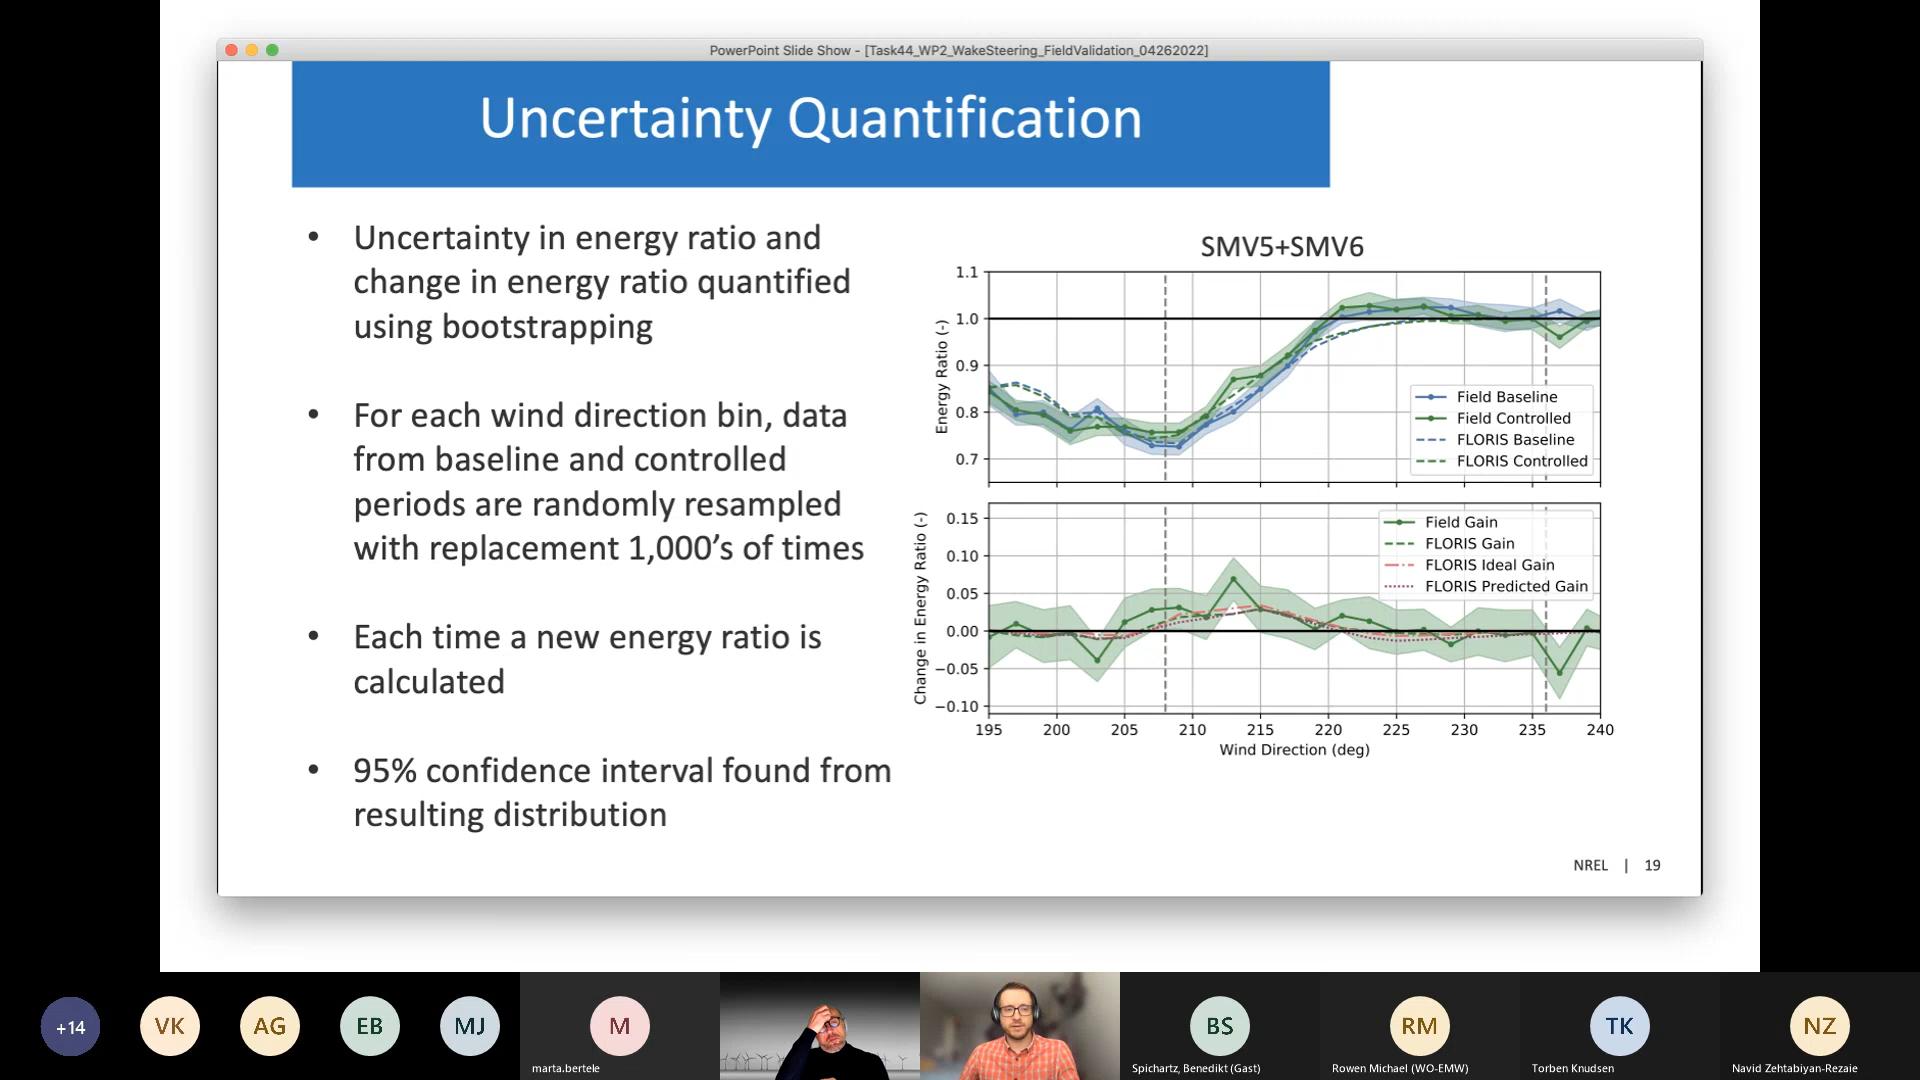 PowerPoint Slide Show - [Task44_WP2_WakeSteering_FieldValidation_04262022]
Uncertainty Quantification
• Uncertainty in energy ratio and
change in energy ratio quantified
using bootstrapping
• For each wind direction bin, data
from baseline and controlled
periods are randomly resampled
with replacement 1,000’s of times
• Each time a new energy ratio is
calculated
• 95% confidence interval found from
resulting distribution
SMV5+SMV6
Energy Ratio (-)
1.1
1.0
0.9
0.8
0.7
Field Baseline
Field Controlled
FLORIS Baseline
FLORIS Controlled
Change in Energy Ratio (-)
0.15
0.10
0.05
0.00
−0.05
−0.10
Field Gain
FLORIS Gain
FLORIS Ideal Gain
FLORIS Predicted Gain
195 200 205 210 215 220 225 230 235 240
Wind Direction (deg)
NREL | 19
+14
VK
AG
EB
MJ
M
marta.bertele
BS
Spichartz, Benedikt (Gast)
RM
Rowen Michael (WO-EMW)
TK
Torben Knudsen
NZ
Navid Zehtabiyan-Rezaie